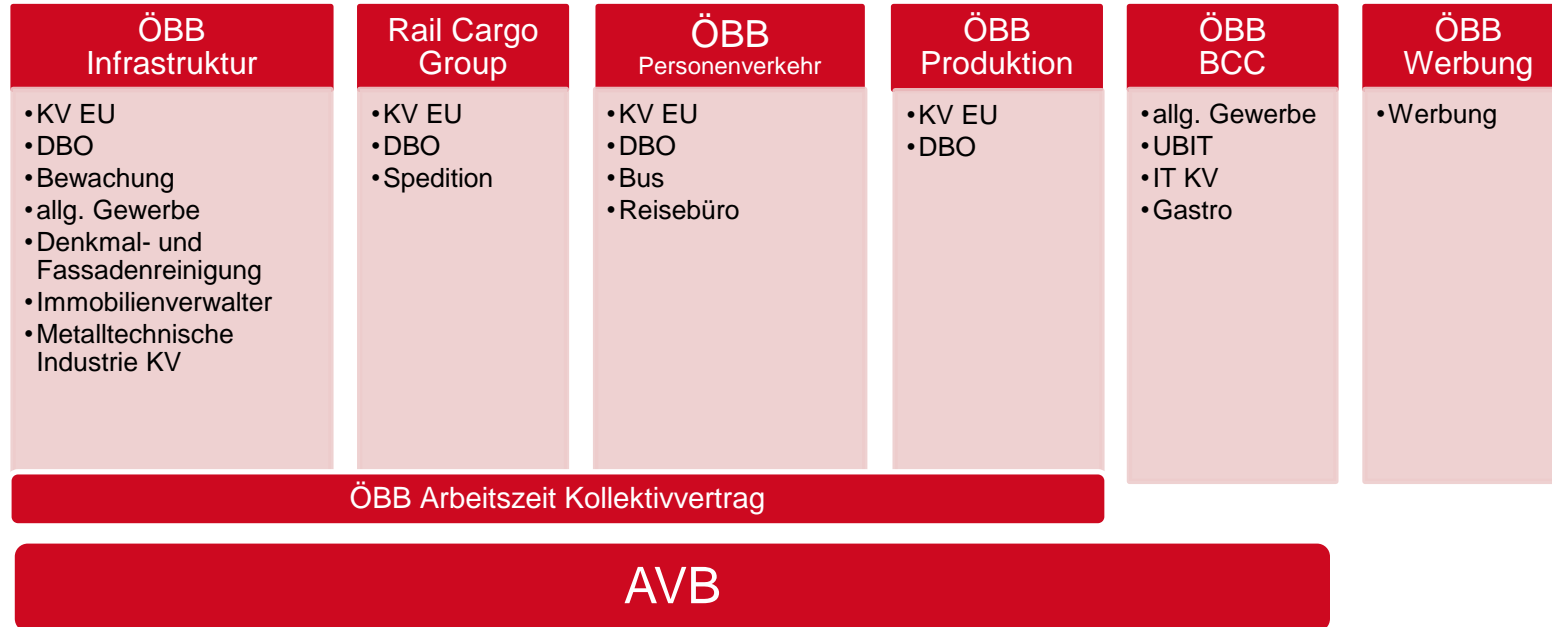 ÖBB
Infrastruktur
•KV EU
•DBO
•Bewachung
•allg. Gewerbe
•Denkmal- und
Fassadenreinigung
•Immobilienverwalter
•Metalltechnische
Industrie KV
Rail Cargo
Group
•KV EU
•DBO
•Spedition
ÖBB
Personenverkehr
•KV EU
•DBO
•Bus
•Reisebüro
ÖBB
Produktion
•KV EU
•DBO
ÖBB
BCC
•allg. Gewerbe
•UBIT
•IT KV
•Gastro
ÖBB
Werbung
•Werbung
ÖBB Arbeitszeit Kollektivvertrag
AVB